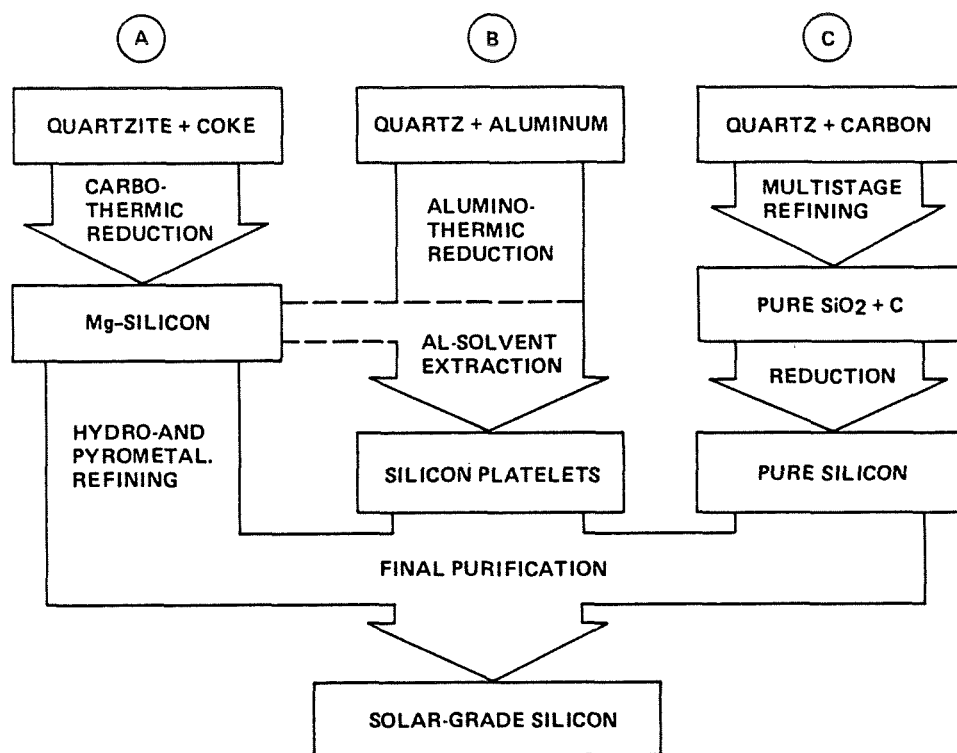 A
B
C
QUARTZITE + COKE
QUARTZ + ALUMINUM
QUARTZ + CARBON
CARBO-
THERMIC
REDUCTION
ALUMINO-
THERMIC
REDUCTION
MULTISTAGE
REFINING
Mg-SILICON
PURE SiO2 + C
AL-SOLVENT
EXTRACTION
REDUCTION
HYDRO-AND
PYROMETAL.
REFINING
SILICON PLATELETS
PURE SILICON
FINAL PURIFICATION
SOLAR-GRADE SILICON